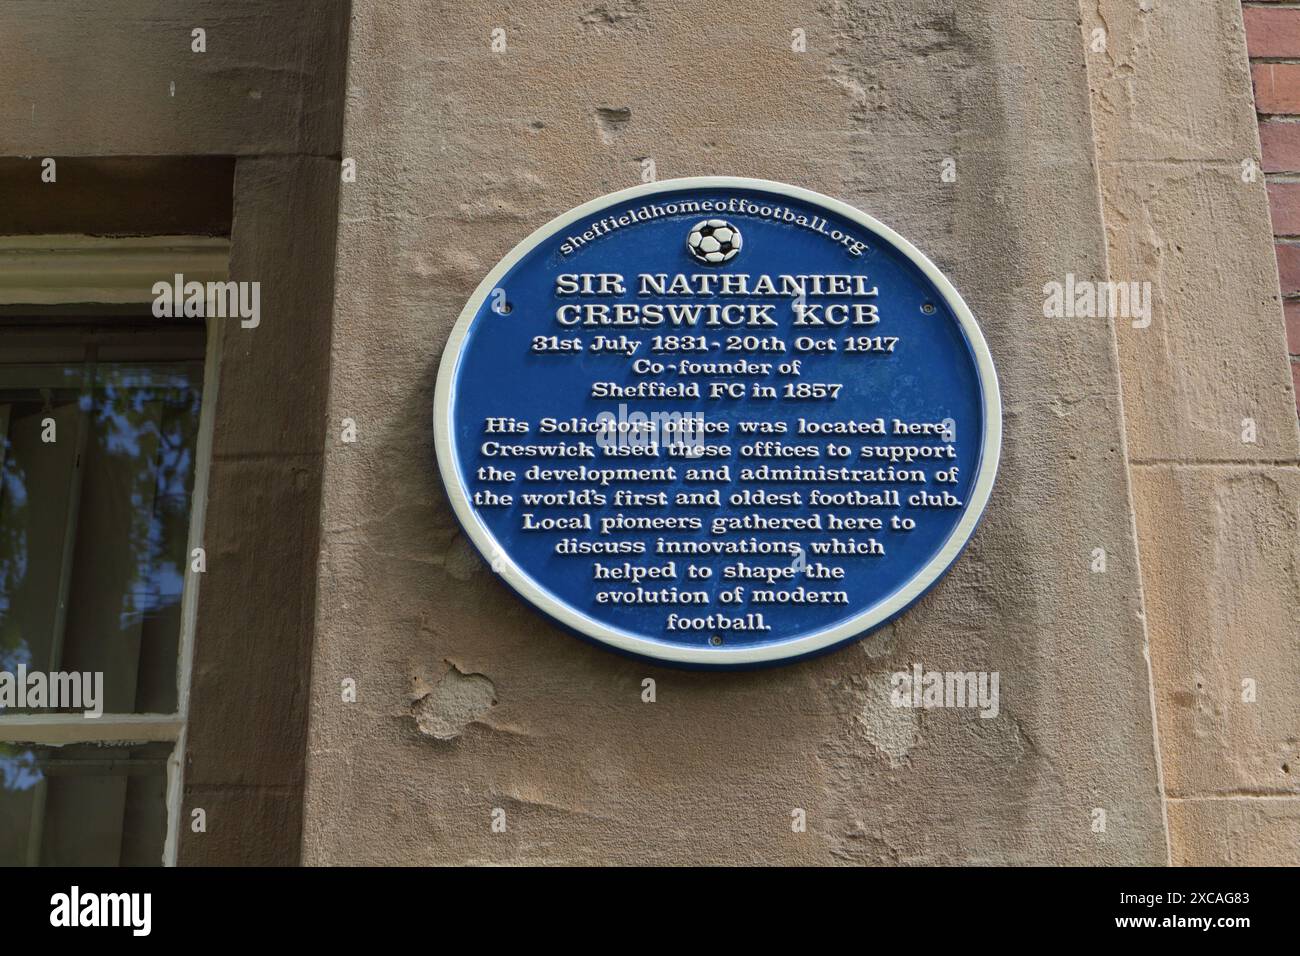 sheffieldhomeoffootball.org
SIR NATHANIEL
CRESWICK KCB
31st July 1831-20th Oct 1917
Co-founder of
Sheffield FC in 1857
His Solicitors office was located here.
Creswick used these offices to support
the development and administration of
the world's first and oldest football club.
Local pioneers gathered here to
discuss innovations which
helped to shape the
evolution of modern
football.
a
a
a
a
a
a
a
a
alamy
alamy
alamy
alamy
a
a
a
a
a
a
a
a
alamy
Image ID: 2XCAG83
www.alamy.com